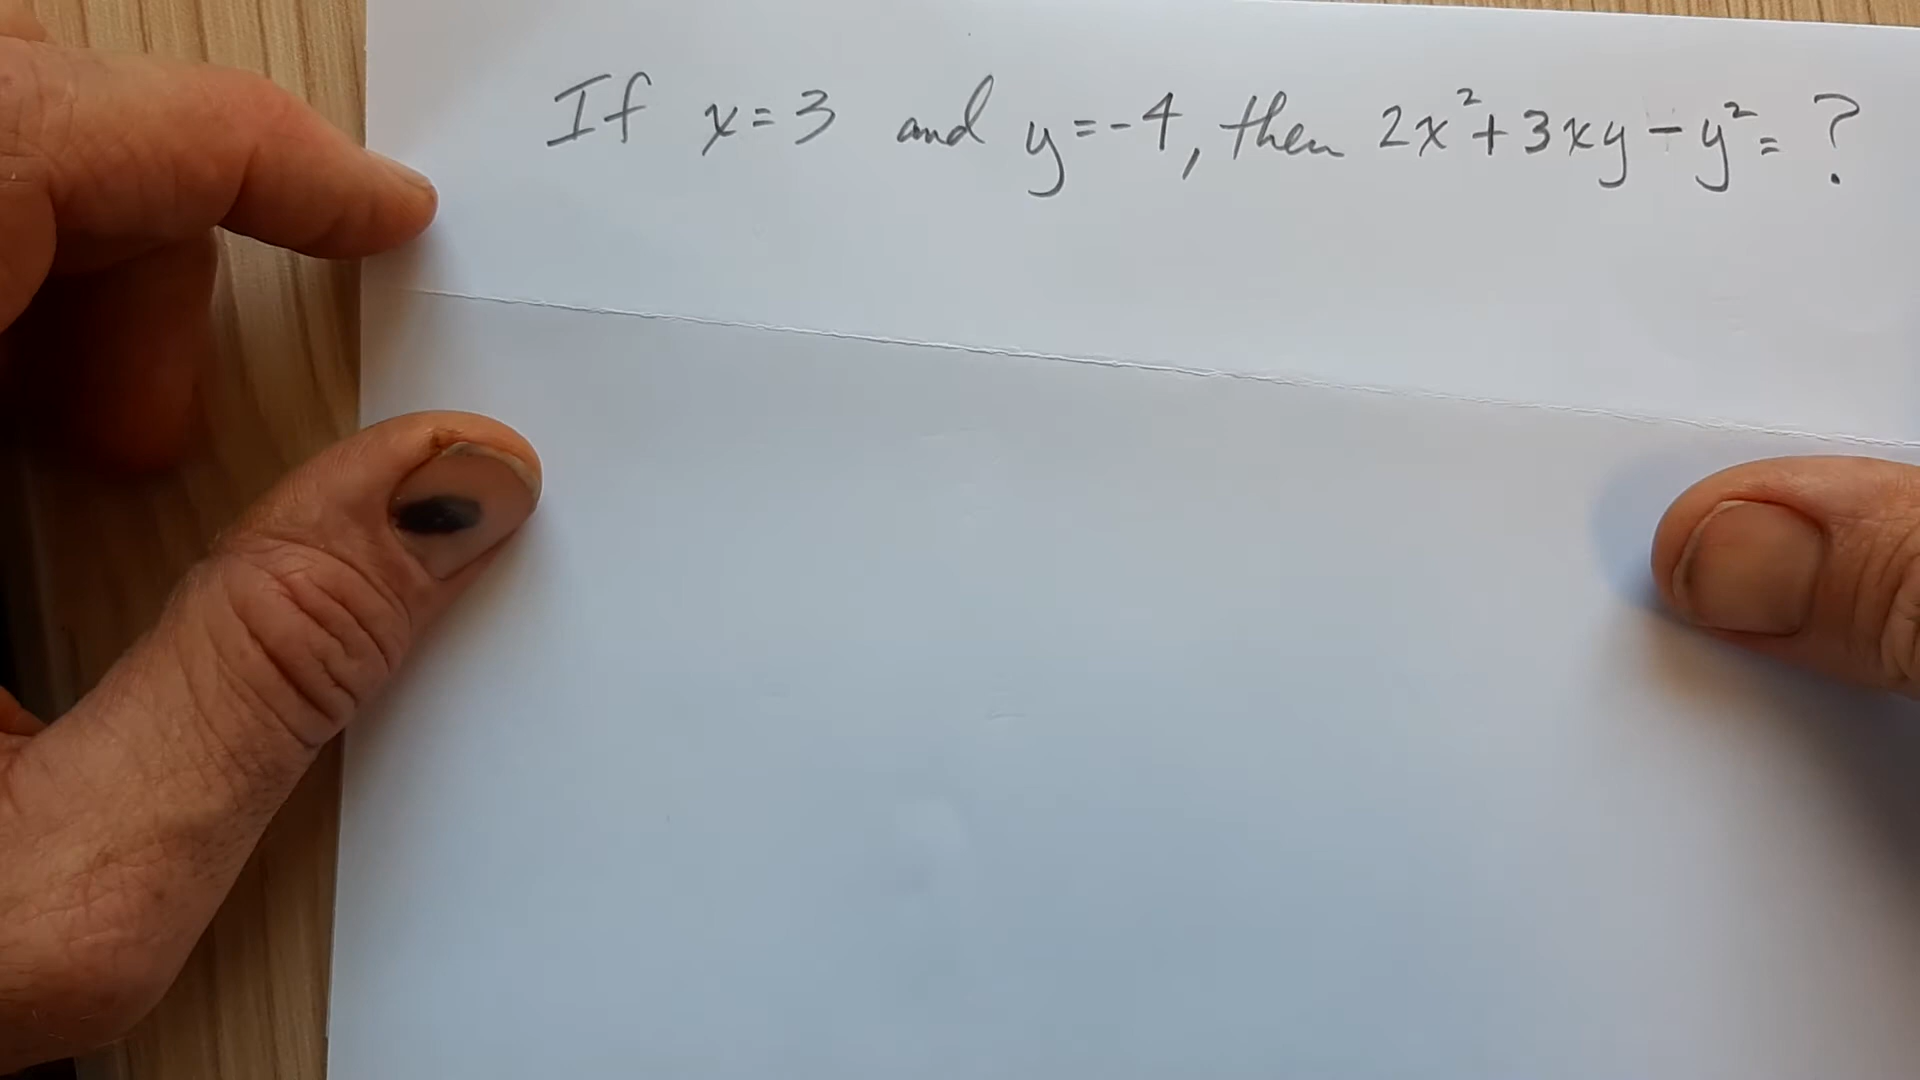 If x=3 and y=-4, then 2x²+3xy-y²= ?